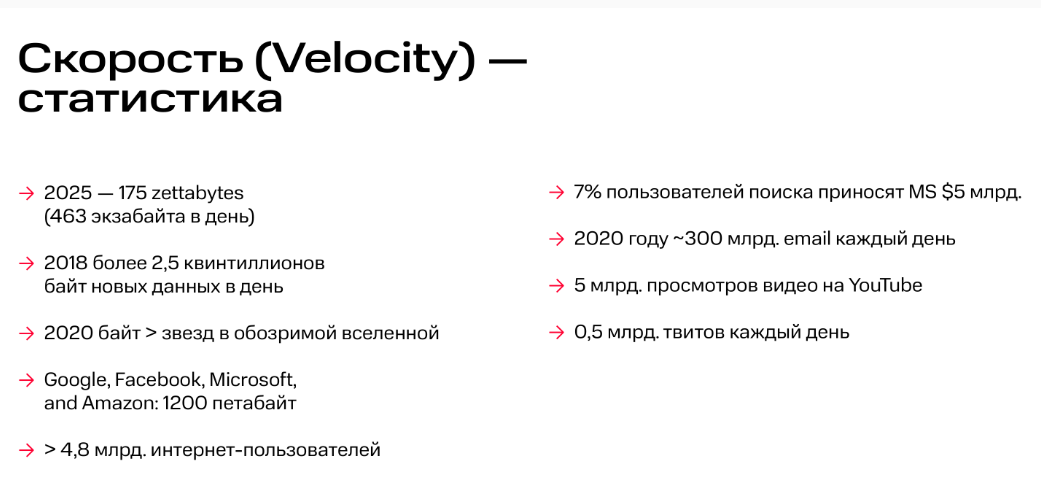 Скорость (Velocity) —
статистика
→ 2025 — 175 zettabytes
(463 экзабайта в день)
→ 2018 более 2,5 квинтиллионов
байт новых данных в день
→ 2020 байт > звезд в обозримой вселенной
→ Google, Facebook, Microsoft,
and Amazon: 1200 петабайт
→ > 4,8 млрд. интернет-пользователей
→ 7% пользователей поиска приносят MS $5 млрд.
→ 2020 году ~300 млрд. email каждый день
→ 5 млрд. просмотров видео на YouTube
→ 0,5 млрд. твитов каждый день